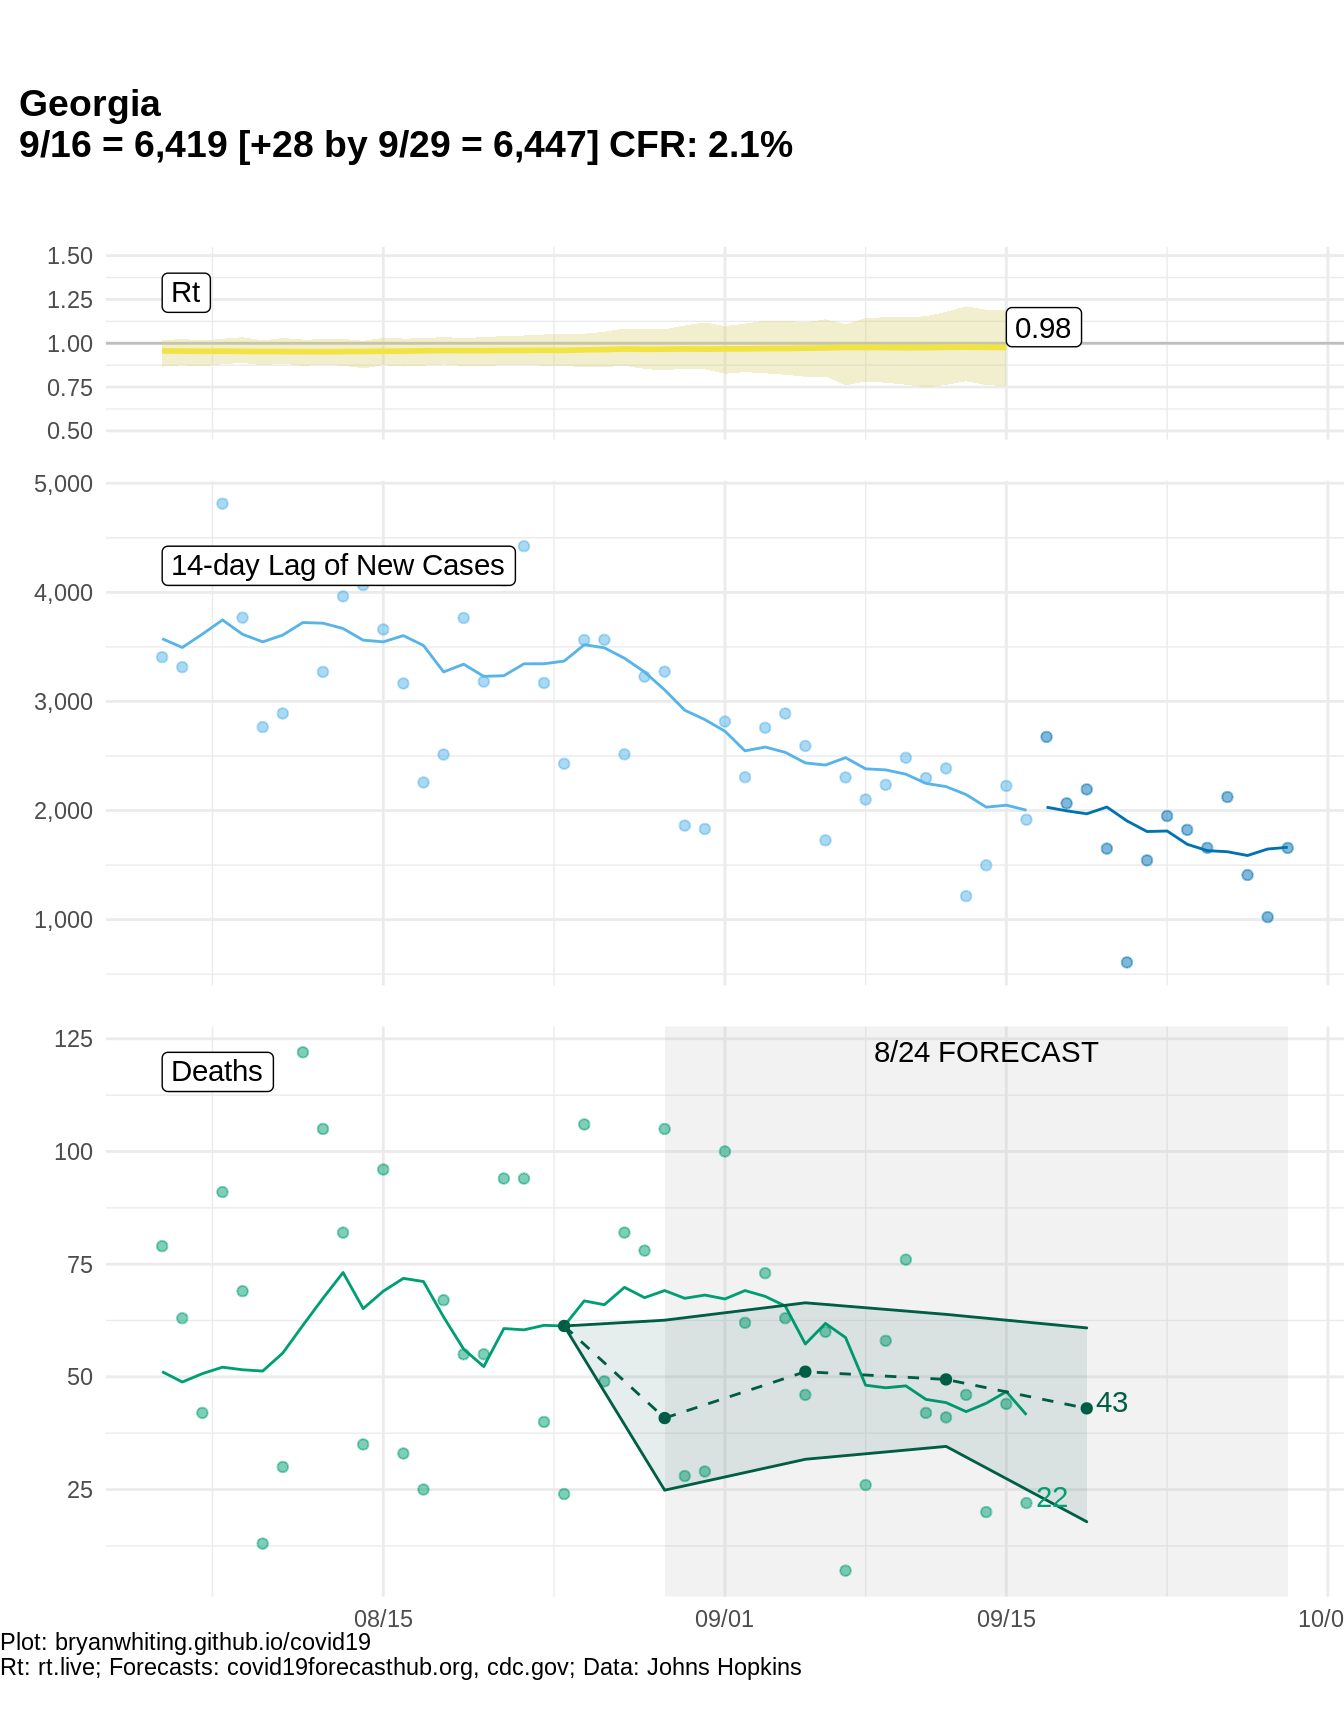 Georgia
9/16 = 6,419 [+28 by 9/29 = 6,447] CFR: 2.1%
1.50
1.25
1.00
0.75
0.50
Rt
0.98
5,000
4,000
3,000
2,000
1,000
14-day Lag of New Cases
125
100
75
50
25
Deaths
8/24 FORECAST
43
22
08/15
09/01
09/15
10/0
Plot: bryanwhiting.github.io/covid19
Rt: rt.live; Forecasts: covid19forecasthub.org, cdc.gov; Data: Johns Hopkins